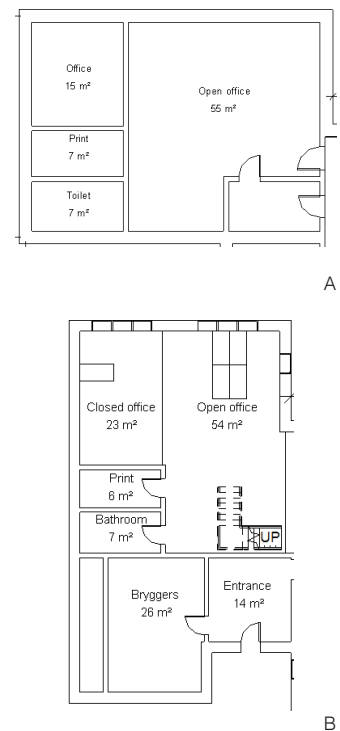 Office
15 m²
Open office
55 m²
Print
7 m²
Toilet
7 m²
A
Closed office
23 m²
Open office
54 m²
Print
6 m²
Bathroom
7 m²
UP
Bryggers
26 m²
Entrance
14 m²
B